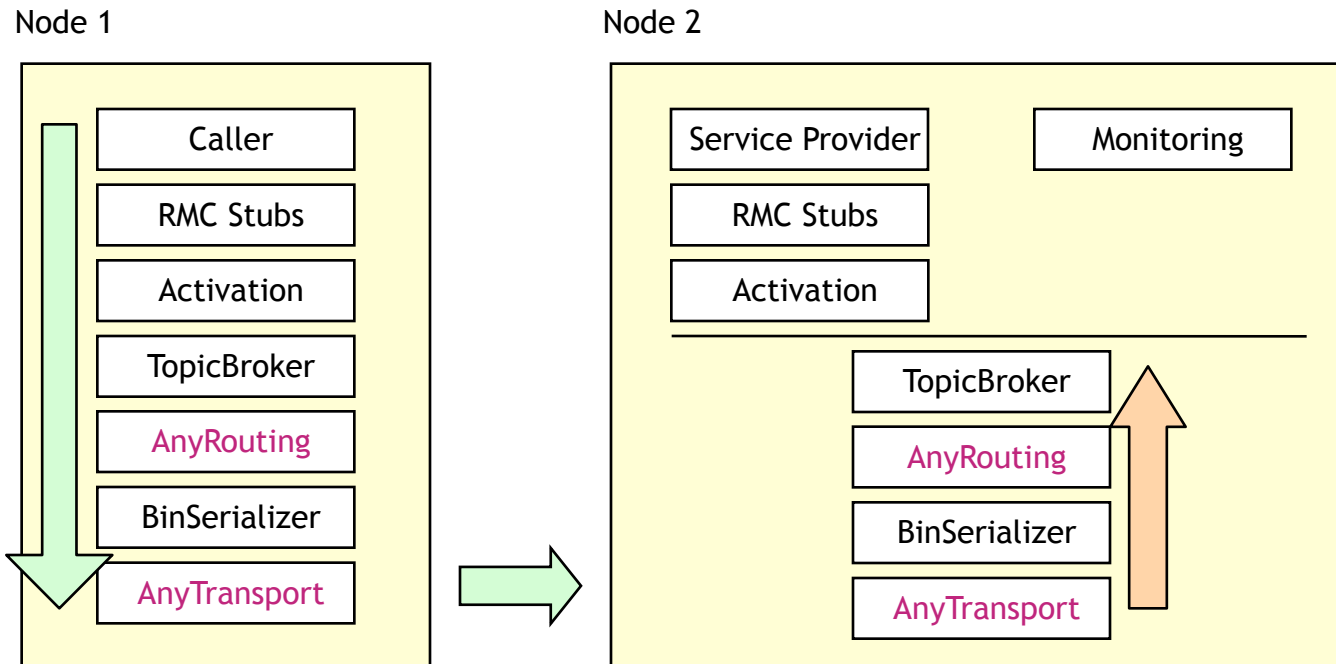 Node 1
Caller
RMC Stubs
Activation
TopicBroker
AnyRouting
BinSerializer
AnyTransport
Node 2
Service Provider
Monitoring
RMC Stubs
Activation
TopicBroker
AnyRouting
BinSerializer
AnyTransport